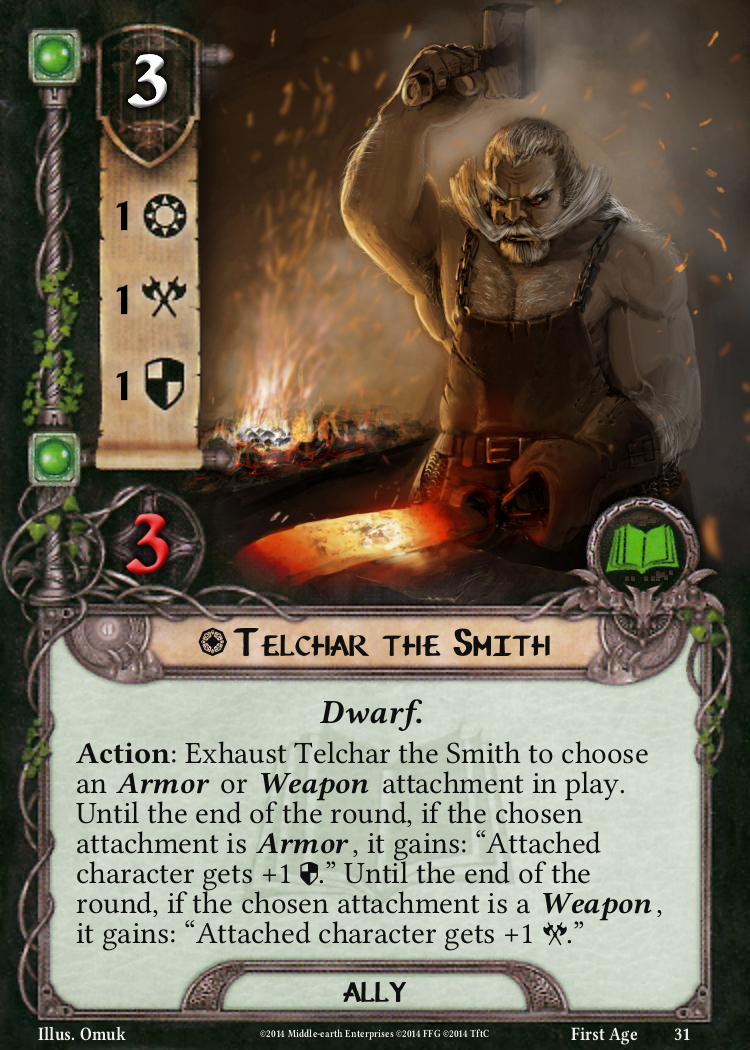 3
1
1
1
3
TELCHAR THE SMITH
Dwarf.
Action: Exhaust Telchar the Smith to choose
an Armor or Weapon attachment in play.
Until the end of the round, if the chosen
attachment is Armor, it gains: “Attached
character gets +1 .” Until the end of the
round, if the chosen attachment is a Weapon,
it gains: “Attached character gets +1 .”
ALLY
Illus. Omuk
©2014 Middle-earth Enterprises ©2014 FFG ©2014 TftC
First Age
31